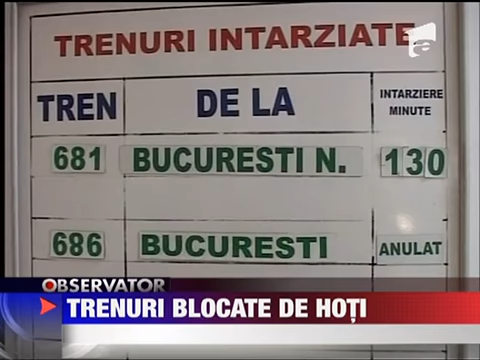 TRENURI INTARZIATE
a
TREN DE LA INTARZIERE MINUTE
681 BUCURESTI N. 130
686 BUCURESTI ANULAT
OBSERVATOR
TRENURI BLOCATE DE HOȚI